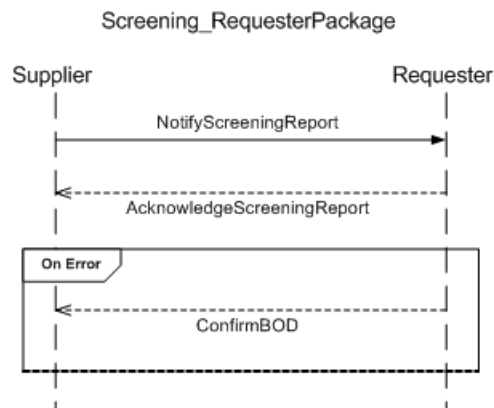 Screening_RequesterPackage
Supplier
Requester
NotifyScreeningReport
AcknowledgeScreeningReport
On Error
ConfirmBOD